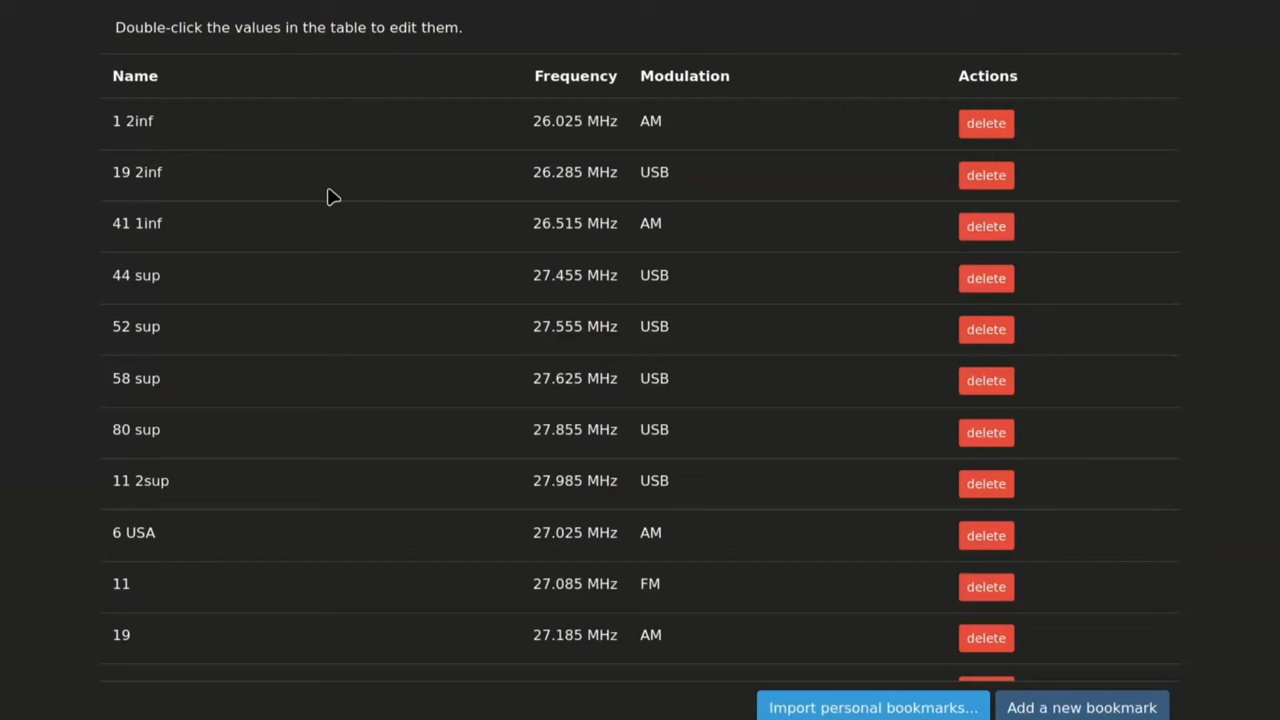 Double-click the values in the table to edit them.
Name Frequency Modulation Actions
1 2inf 26.025 MHz AM delete
19 2inf 26.285 MHz USB delete
41 1inf 26.515 MHz AM delete
44 sup 27.455 MHz USB delete
52 sup 27.555 MHz USB delete
58 sup 27.625 MHz USB delete
80 sup 27.855 MHz USB delete
11 2sup 27.985 MHz USB delete
6 USA 27.025 MHz AM delete
11 27.085 MHz FM delete
19 27.185 MHz AM delete
Import personal bookmarks... Add a new bookmark